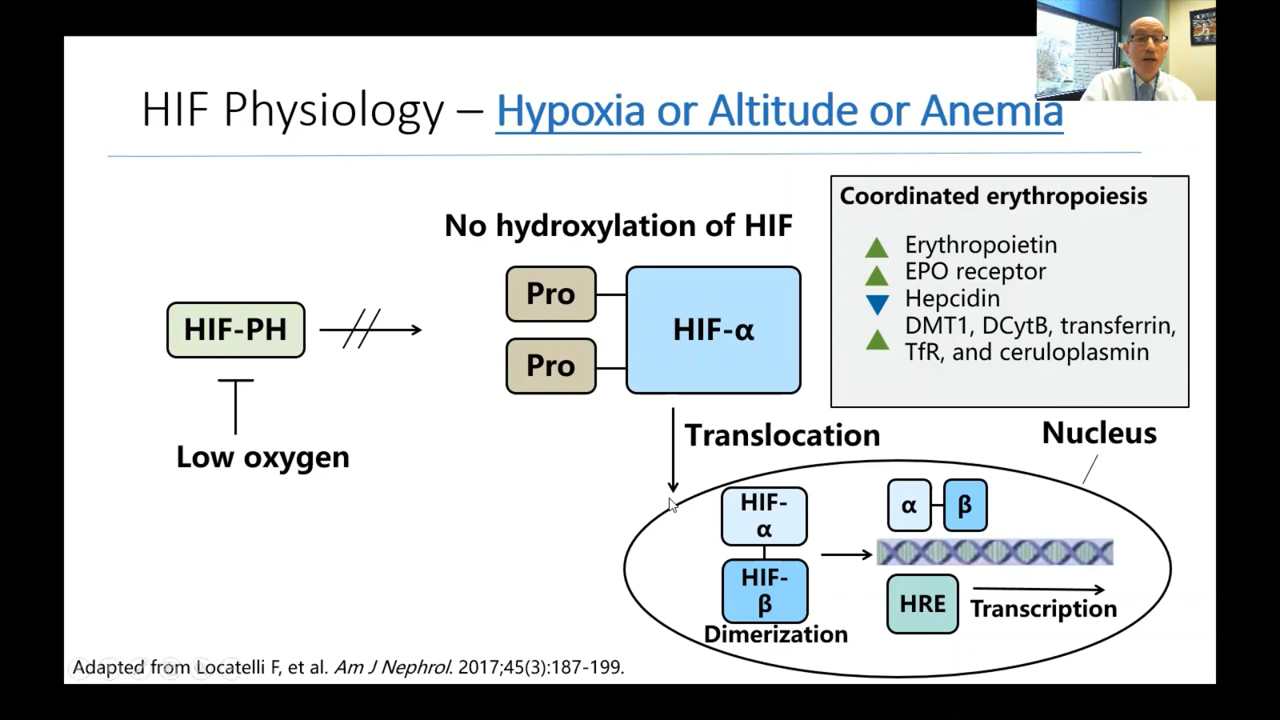 HIF Physiology – Hypoxia or Altitude or Anemia
No hydroxylation of HIF
HIF-PH
Low oxygen
Pro
Pro
HIF-α
Coordinated erythropoiesis
Erythropoietin
EPO receptor
Hepcidin
DMT1, DCytB, transferrin,
TfR, and ceruloplasmin
Translocation
Nucleus
HIF-
α
HIF-
β
Dimerization
α
β
HRE
Transcription
Adapted from Locatelli F, et al. Am J Nephrol. 2017;45(3):187-199.